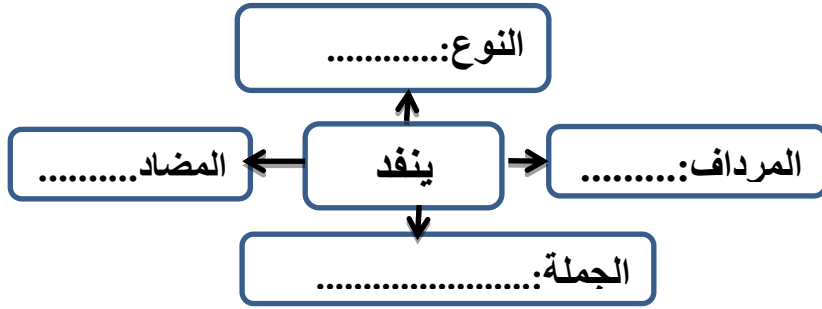 النوع:............
المرداف:.........
ينفد
المضاد..........
الجملة:.......................